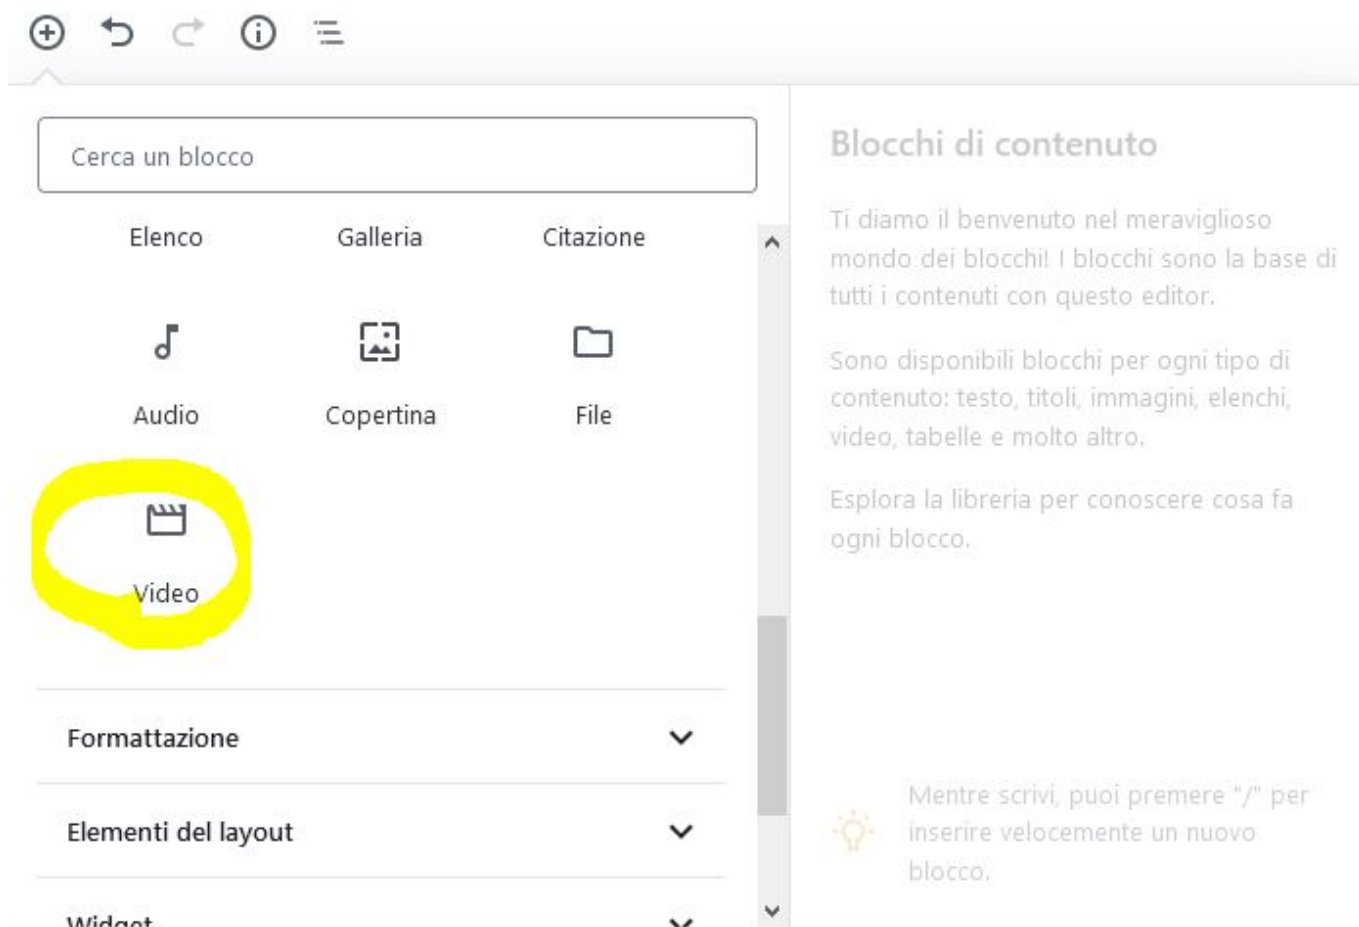 Cerca un blocco
Elenco Galleria Citazione
Audio Copertina File
Video
Formattazione
Elementi del layout
Widget
Blocchi di contenuto
Ti diamo il benvenuto nel meraviglioso
mondo dei blocchi! I blocchi sono la base di
tutti i contenuti con questo editor.
Sono disponibili blocchi per ogni tipo di
contenuto: testo, titoli, immagini, elenchi,
video, tabelle e molto altro.
Esplora la libreria per conoscere cosa fa
ogni blocco.
Mentre scrivi, puoi premere "/" per
inserire velocemente un nuovo
blocco.